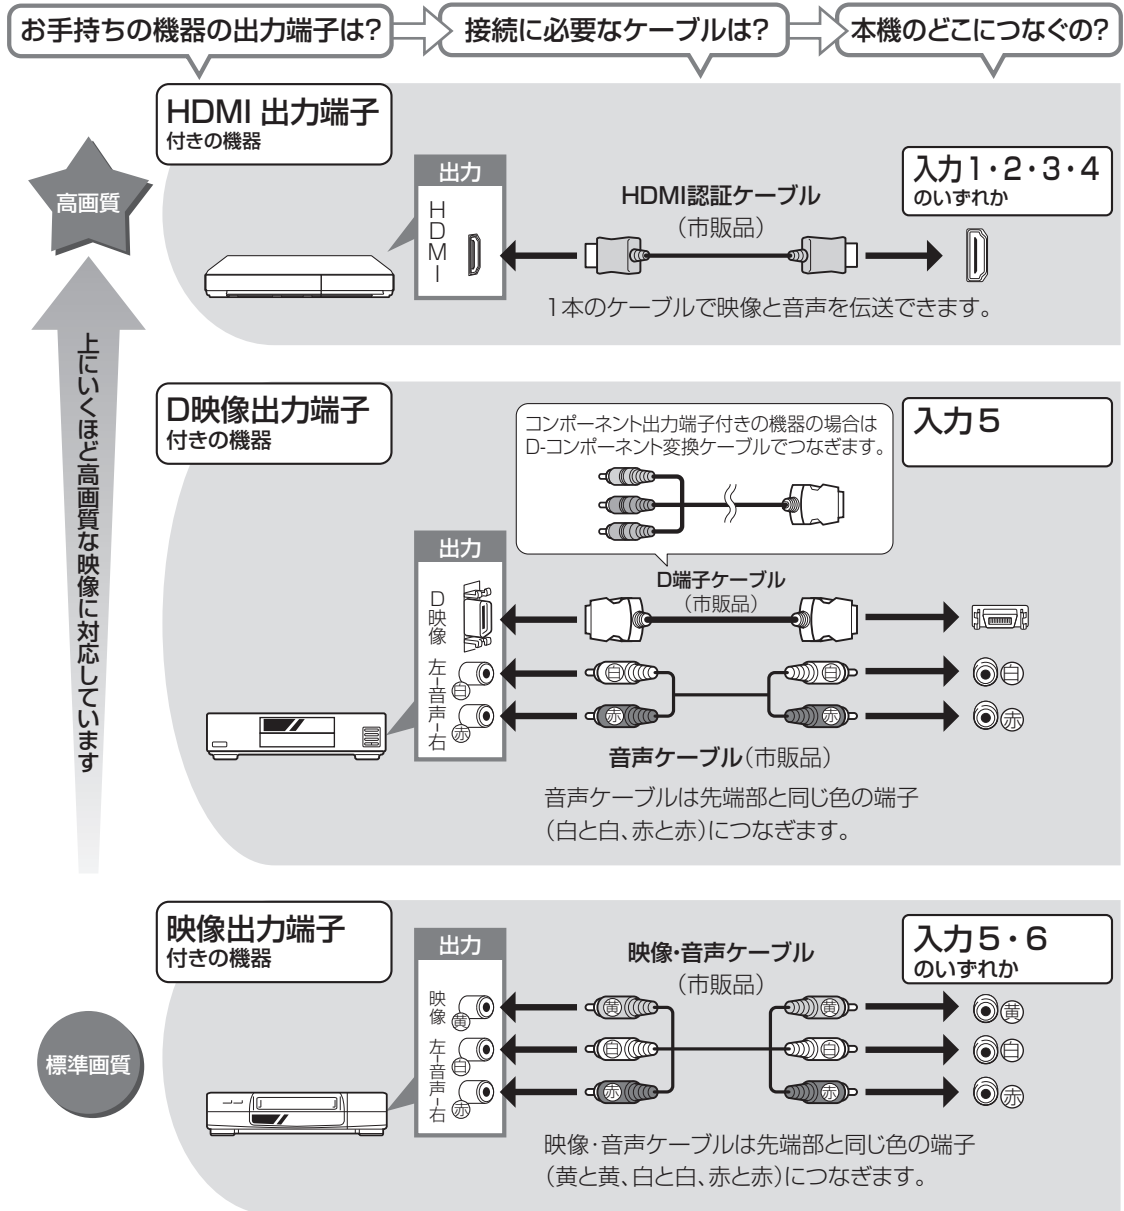 お手持ちの機器の出力端子は?
接続に必要なケーブルは?
本機のどこにつなぐの?
高画質
上にいくほど高画質な映像に対応しています
標準画質
HDMI 出力端子
付きの機器
出力
HDMI
HDMI認証ケーブル
(市販品)
入力1・2・3・4
のいずれか
1本のケーブルで映像と音声を伝送できます。
D映像出力端子
付きの機器
コンポーネント出力端子付きの機器の場合は
D-コンポーネント変換ケーブルでつなぎます。
入力5
出力
D映像
左-音声-右
白
赤
D端子ケーブル
(市販品)
白
白
白
赤
赤
赤
音声ケーブル(市販品)
音声ケーブルは先端部と同じ色の端子
(白と白、赤と赤)につなぎます。
映像出力端子
付きの機器
出力
映像
黄
左-音声-右
白
赤
映像・音声ケーブル
(市販品)
入力5・6
のいずれか
黄
黄
黄
白
白
白
赤
赤
赤
映像・音声ケーブルは先端部と同じ色の端子
(黄と黄、白と白、赤と赤)につなぎます。